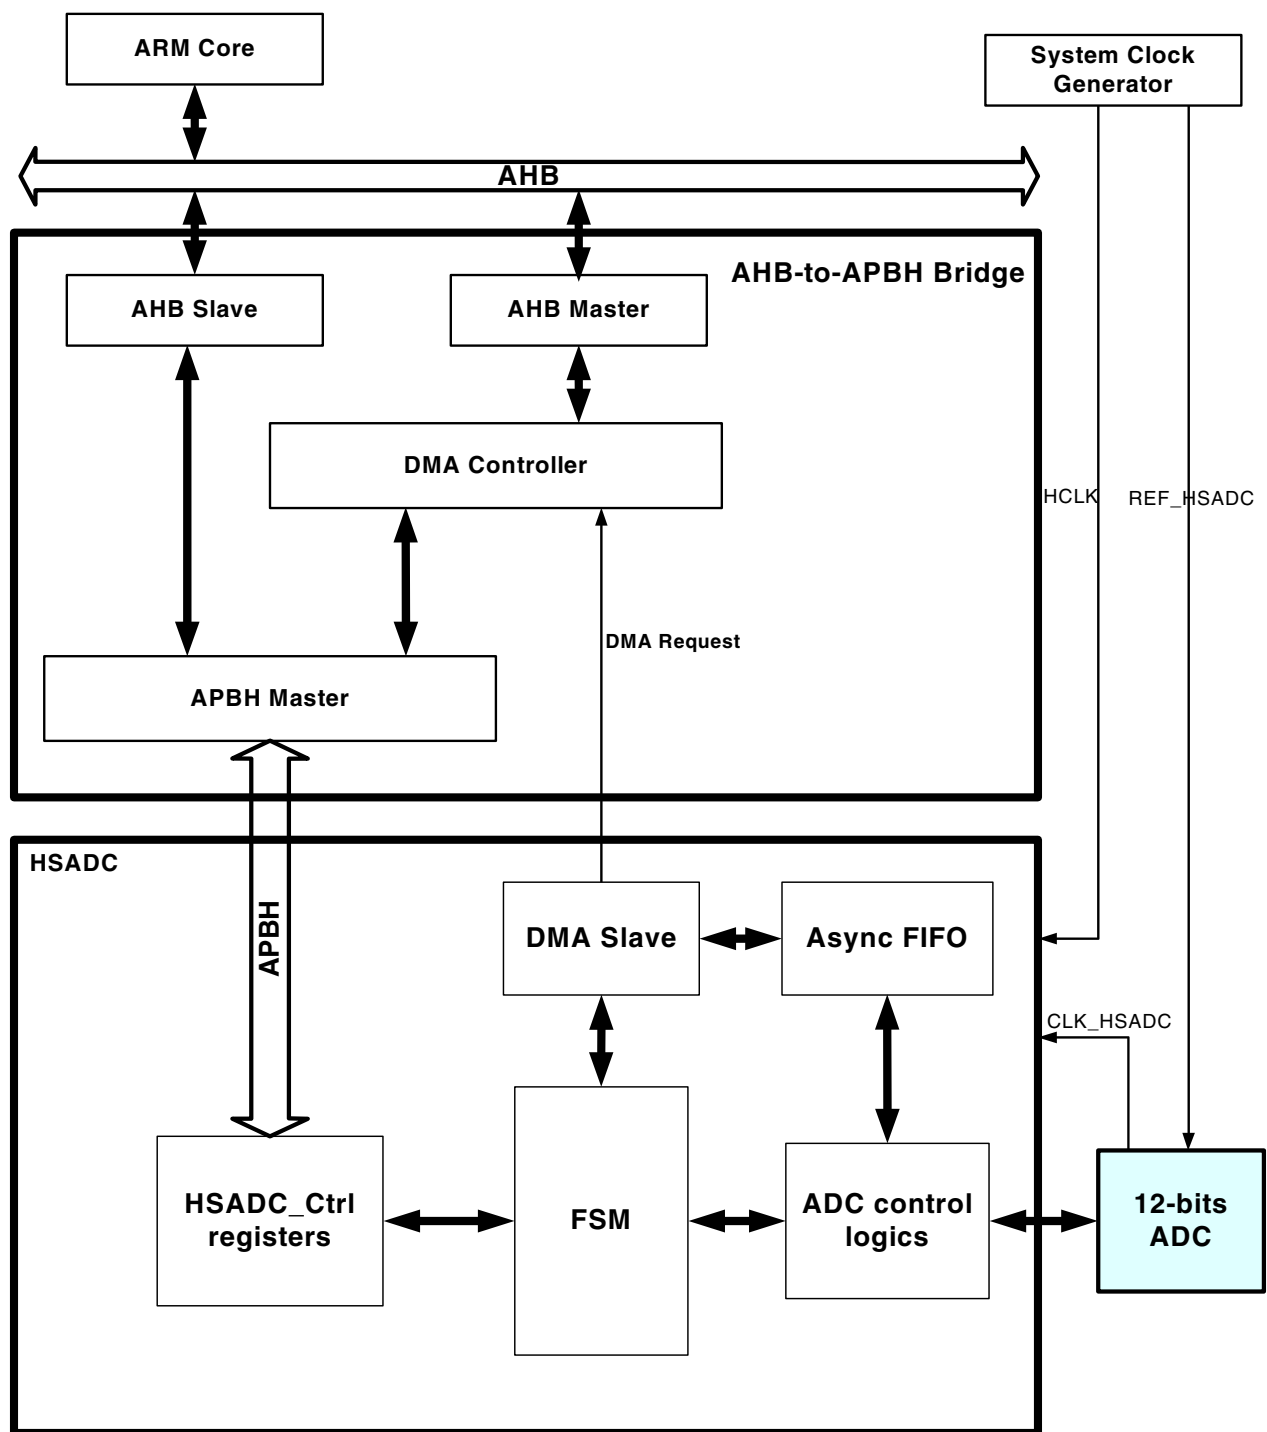 ARM Core
System Clock
Generator
AHB
AHB-to-APBH Bridge
AHB Slave
AHB Master
DMA Controller
HCLK
REF_HSADC
DMA Request
APBH Master
HSADC
APBH
DMA Slave
Async FIFO
CLK_HSADC
HSADC_Ctrl
registers
FSM
ADC control
logics
12-bits
ADC